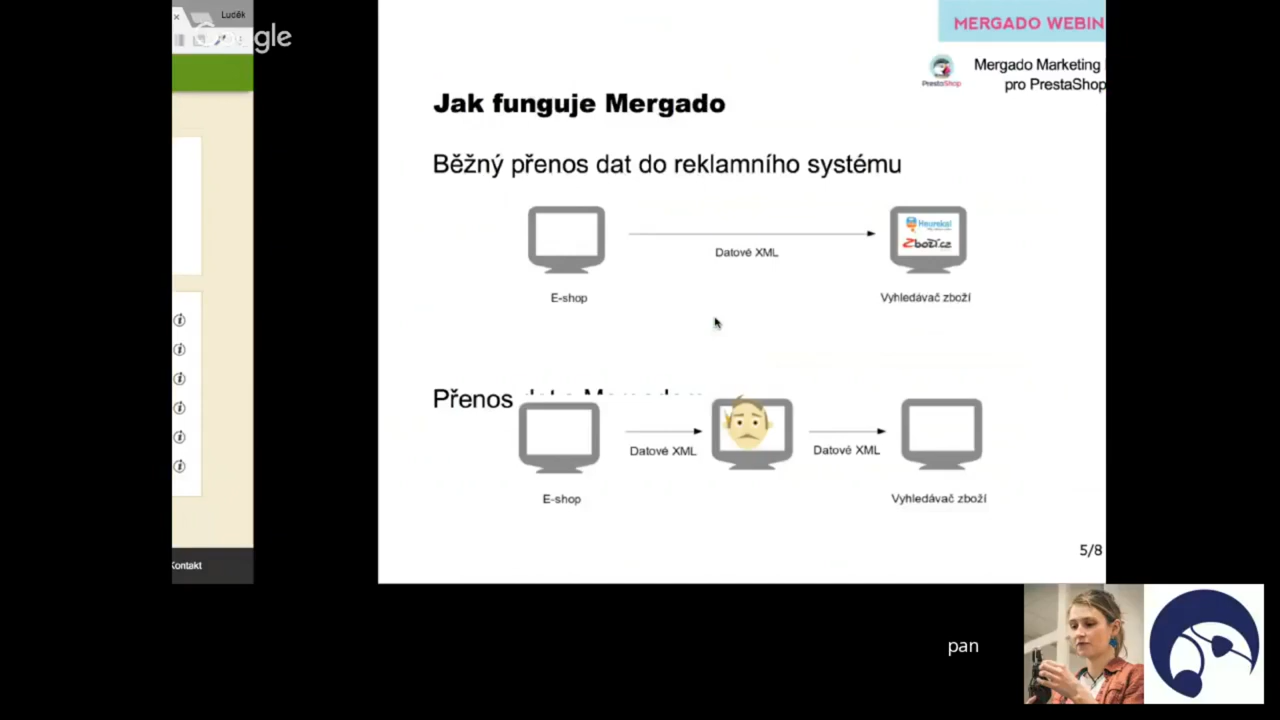 Luděk
Google
MERGADO WEBIN
PrestaShop
Mergado Marketing
pro PrestaShop
Jak funguje Mergado
Běžný přenos dat do reklamního systému
Heureka!
Zboží.cz
Datové XML
E-shop
Vyhledávač zboží
Přenos
Datové XML
Datové XML
E-shop
Vyhledávač zboží
5/8
Kontakt
pan